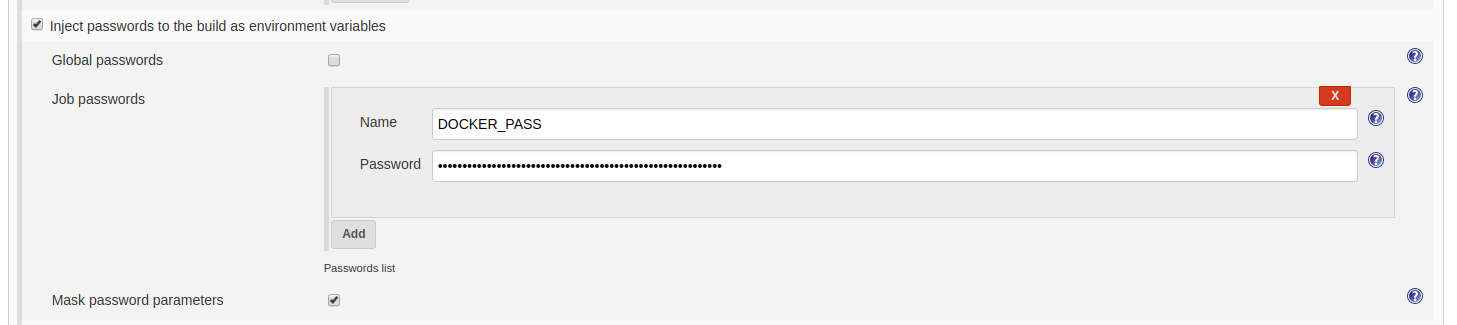 Inject passwords to the build as environment variables
Global passwords
?
Job passwords
X
?
Name
DOCKER_PASS
?
Password
••••••••••••••••••••••••••••••••••••••••••••••••••••••••••
?
Add
Passwords list
Mask password parameters
?